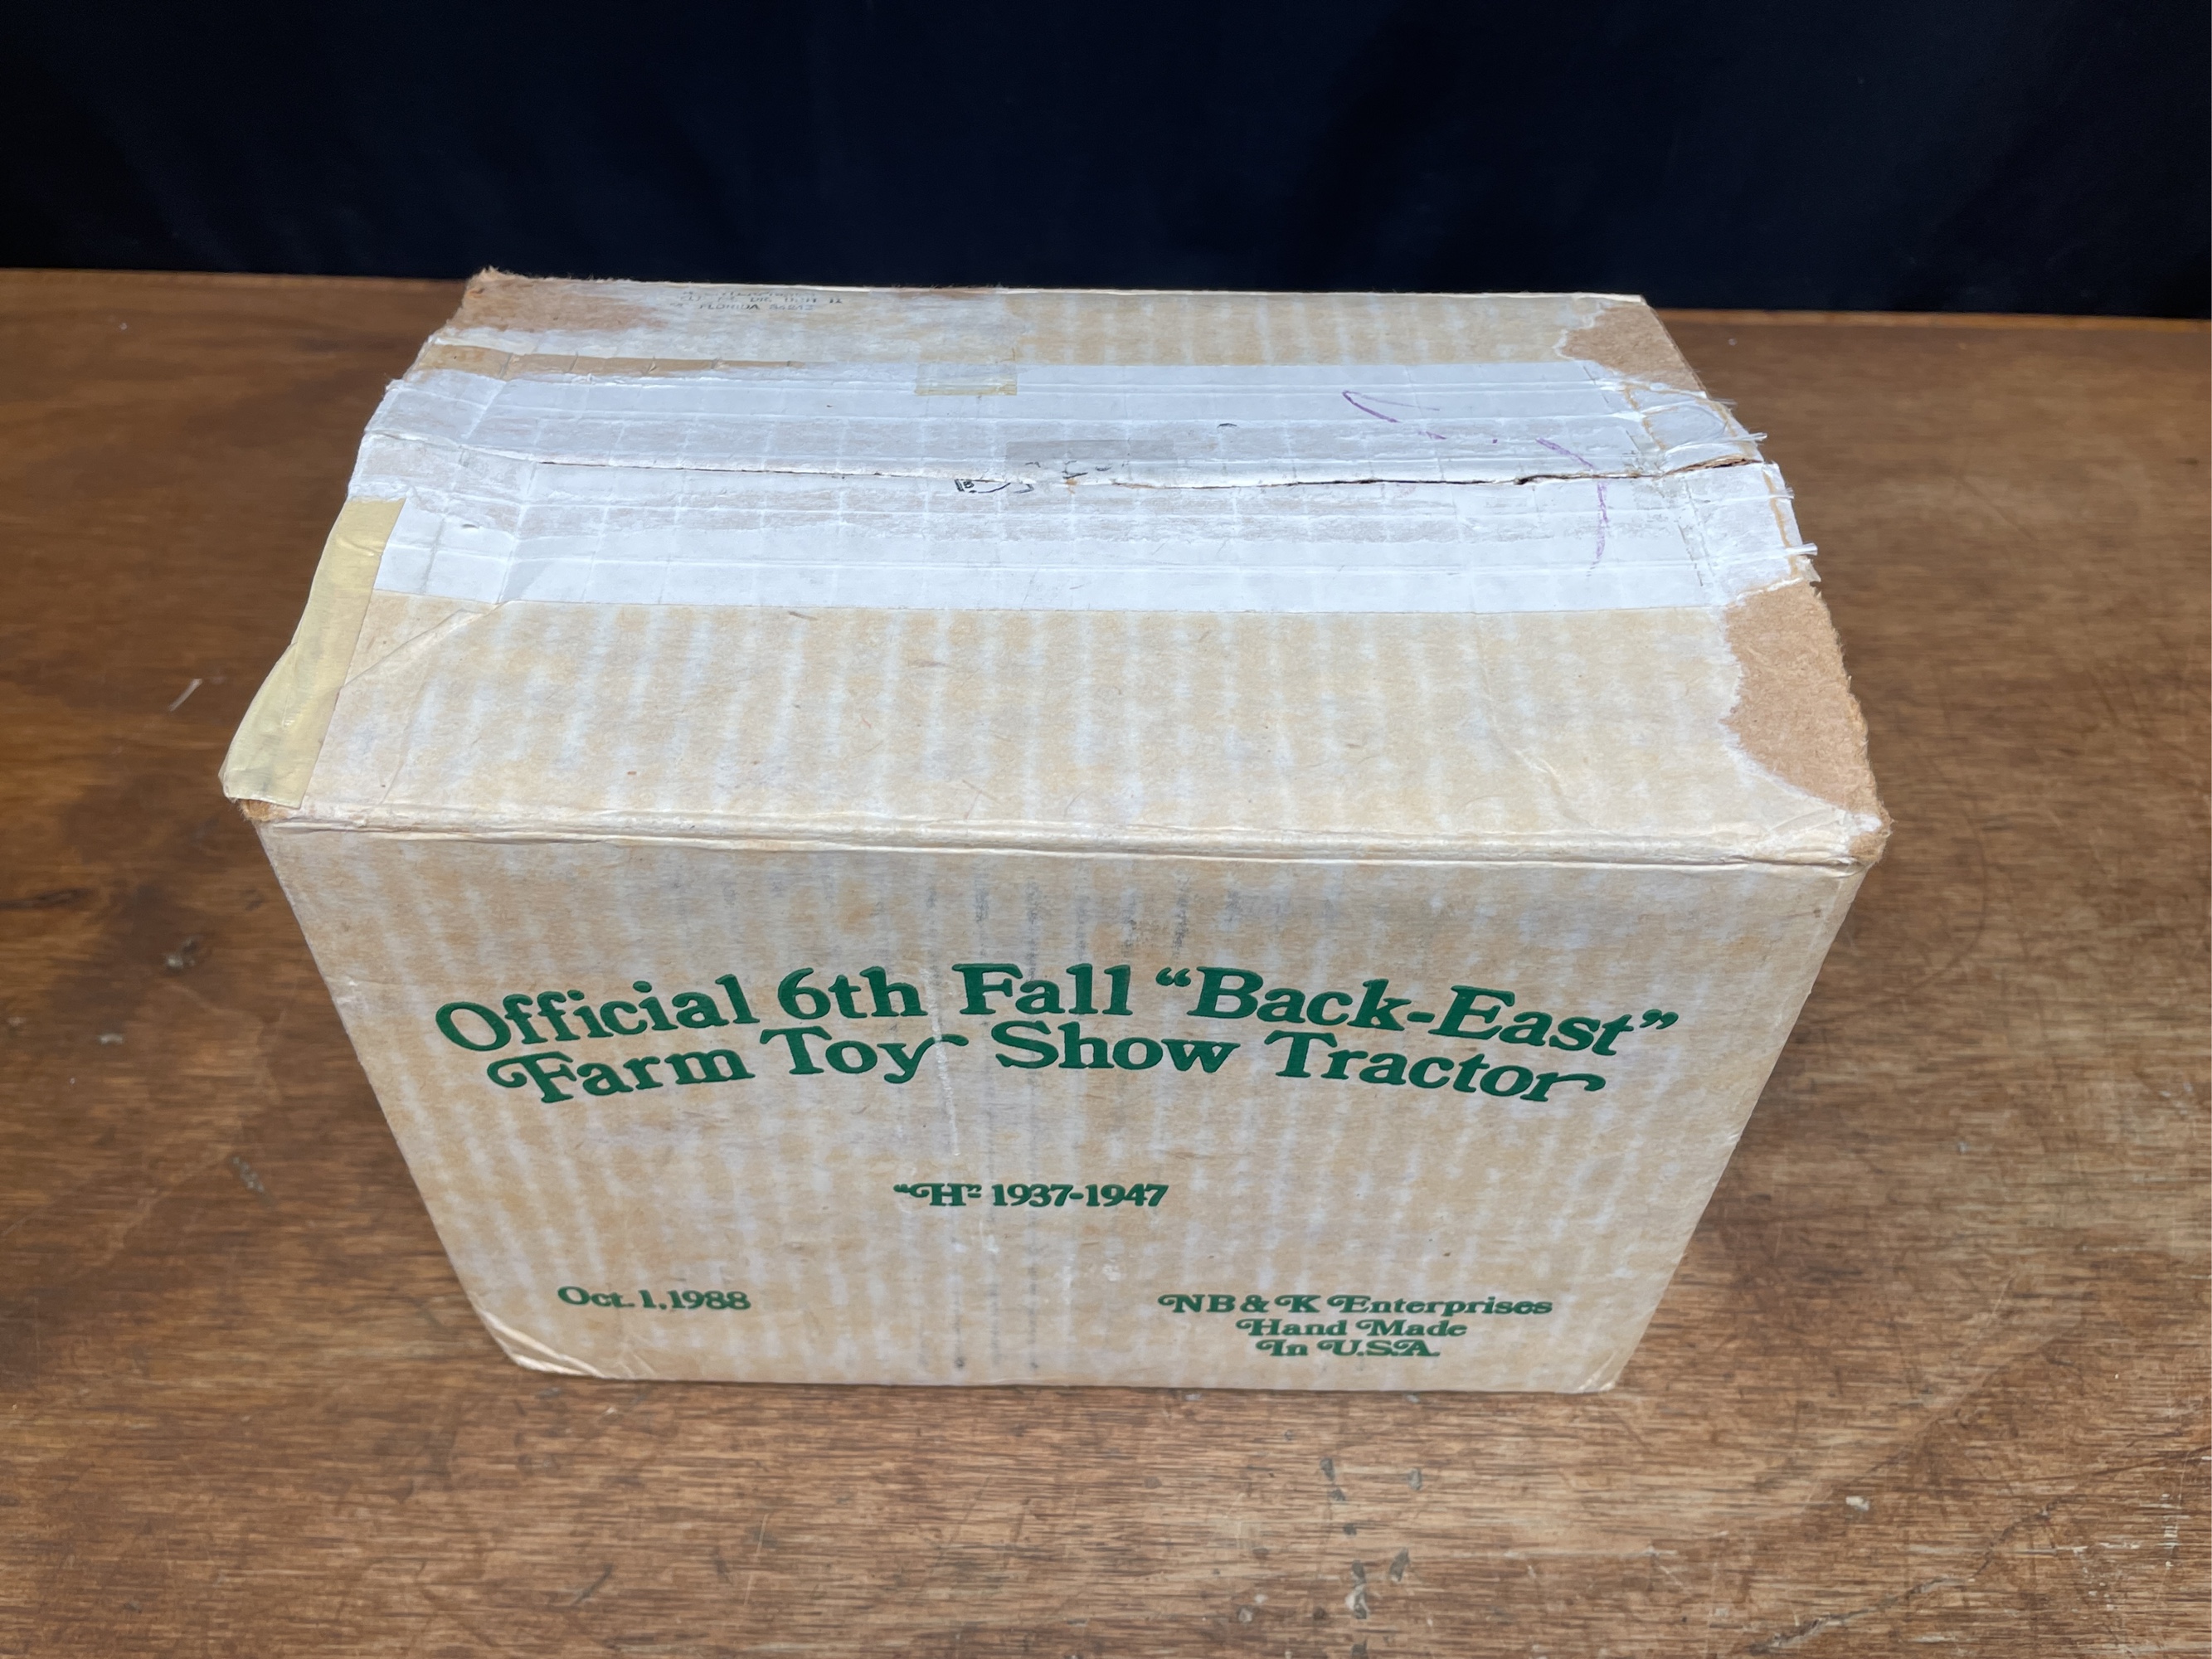 FLORIDA
Official 6th Fall “Back-East”
Farm Toy Show Tractor
“H” 1937-1947
Oct. 1, 1988
NB & K Enterprises
Hand Made
In U.S.A.